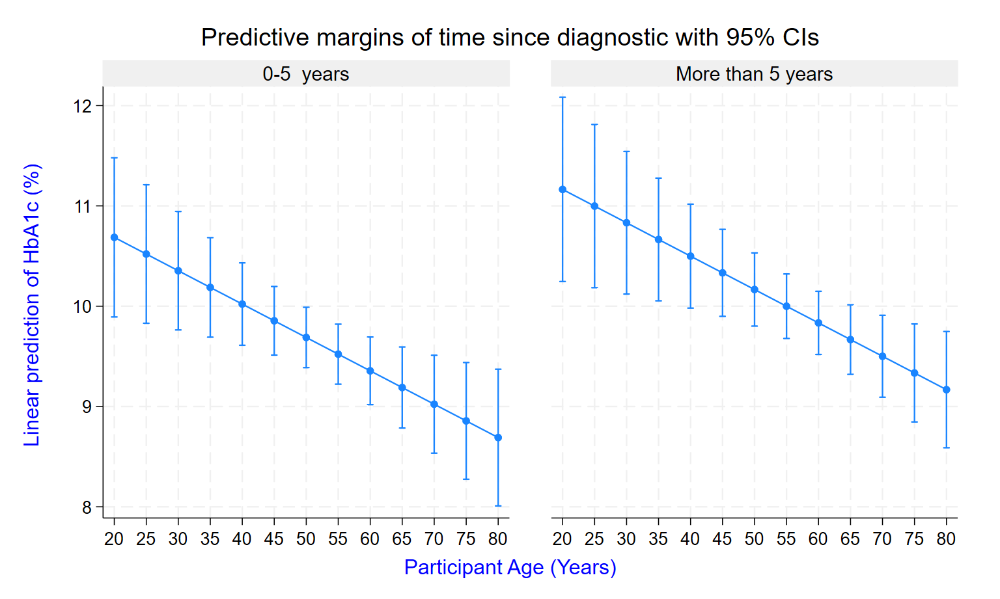 Predictive margins of time since diagnostic with 95% CIs
0-5  years
More than 5 years
Linear prediction of HbA1c (%)
12
11
10
9
8
20 25 30 35 40 45 50 55 60 65 70 75 80
20 25 30 35 40 45 50 55 60 65 70 75 80
Participant Age (Years)